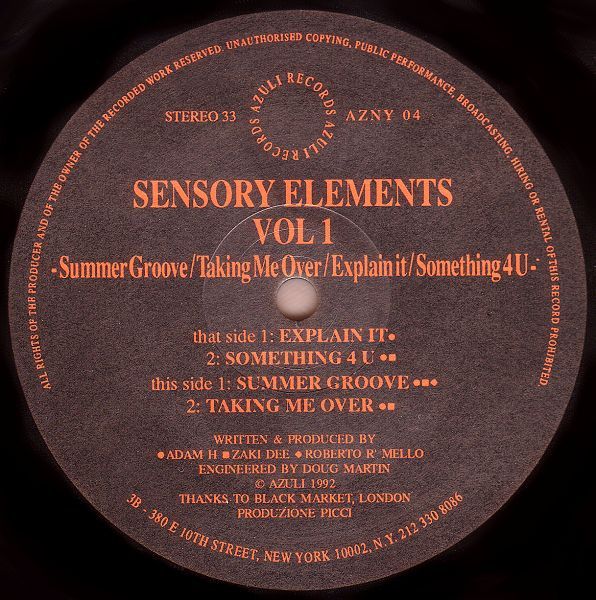 ALL RIGHTS OF THE PRODUCER AND OF THE OWNER OF THE RECORDED WORK RESERVED. UNAUTHORISED COPYING, PUBLIC PERFORMANCE, BROADCASTING, HIRING OR RENTAL OF THIS RECORD PROHIBITED
AZULI RECORDS AZULI RECORDS
STEREO 33 AZNY 04
SENSORY ELEMENTS
VOL 1
- Summer Groove / Taking Me Over / Explain it / Something 4 U -
that side 1: EXPLAIN IT●
2: SOMETHING 4 U ●■
this side 1: SUMMER GROOVE ●■◆
2: TAKING ME OVER ●■
WRITTEN & PRODUCED BY
● ADAM H ■ ZAKI DEE ◆ ROBERTO R' MELLO
ENGINEERED BY DOUG MARTIN
© AZULI 1992
THANKS TO BLACK MARKET, LONDON
PRODUZIONE PICCI
3B - 380 E 10TH STREET, NEW YORK 10002, N.Y. 212 330 8086